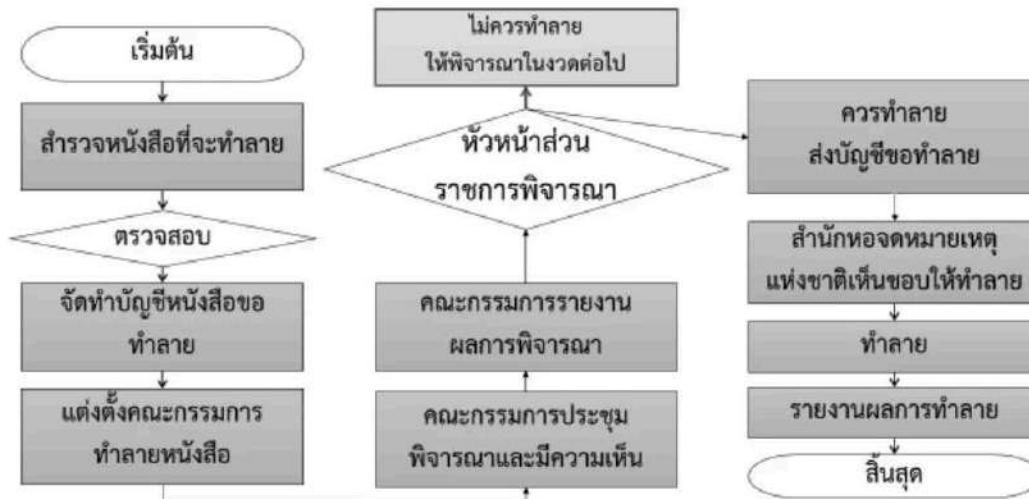 เริ่มต้น
สำรวจหนังสือที่จะทำลาย
ตรวจสอบ
จัดทำบัญชีหนังสือขอ
ทำลาย
แต่งตั้งคณะกรรมการ
ทำลายหนังสือ
คณะกรรมการประชุม
พิจารณาและมีความเห็น
คณะกรรมการรายงาน
ผลการพิจารณา
หัวหน้าส่วน
ราชการพิจารณา
ไม่ควรทำลาย
ให้พิจารณาในงวดต่อไป
ควรทำลาย
ส่งบัญชีขอทำลาย
สำนักหอจดหมายเหตุ
แห่งชาติเห็นชอบให้ทำลาย
ทำลาย
รายงานผลการทำลาย
สิ้นสุด